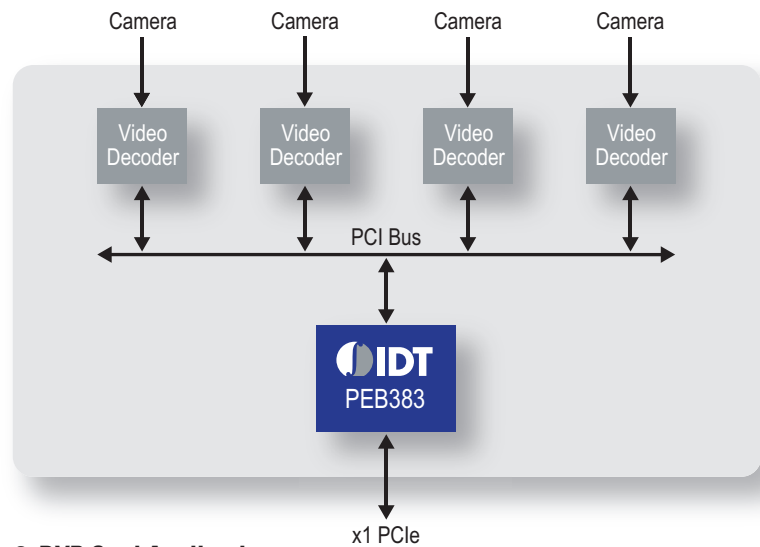 Camera Camera Camera Camera
Video Decoder
Video Decoder
Video Decoder
Video Decoder
PCI Bus
IDT
PEB383
x1 PCIe